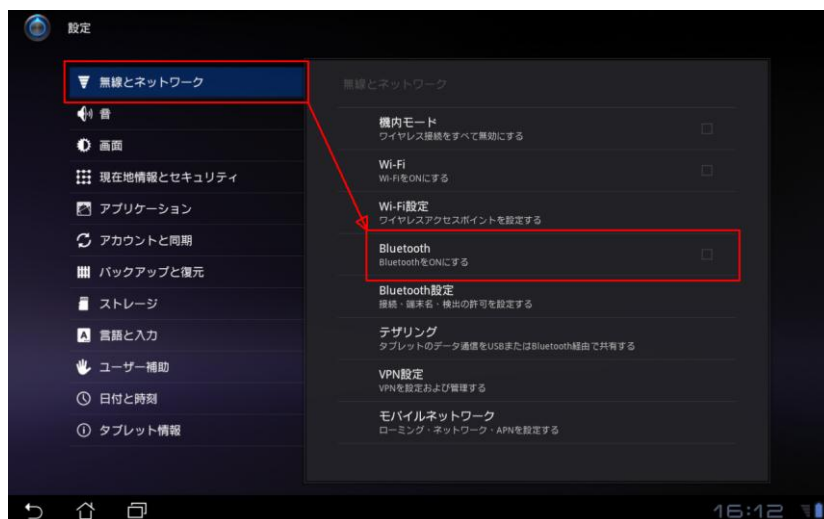 設定
無線とネットワーク
音
画面
現在地情報とセキュリティ
アプリケーション
アカウントと同期
バックアップと復元
ストレージ
言語と入力
ユーザー補助
日付と時刻
タブレット情報
無線とネットワーク
機内モード
ワイヤレス接続をすべて無効にする
Wi-Fi
Wi-FiをONにする
Wi-Fi設定
ワイヤレスアクセスポイントを設定する
Bluetooth
BluetoothをONにする
Bluetooth設定
接続・端末名・検出の許可を設定する
テザリング
タブレットのデータ通信をUSBまたはBluetooth経由で共有する
VPN設定
VPNを設定および管理する
モバイルネットワーク
ローミング・ネットワーク・APNを設定する
16:12